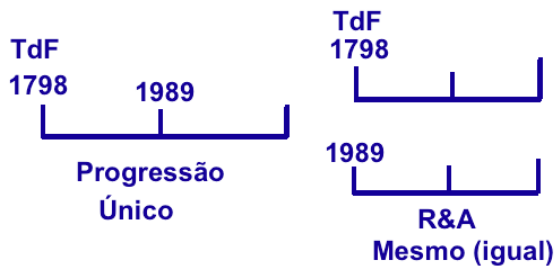 TdF
1798
1989
Progressão
Único
TdF
1798
1989
R&A
Mesmo (igual)